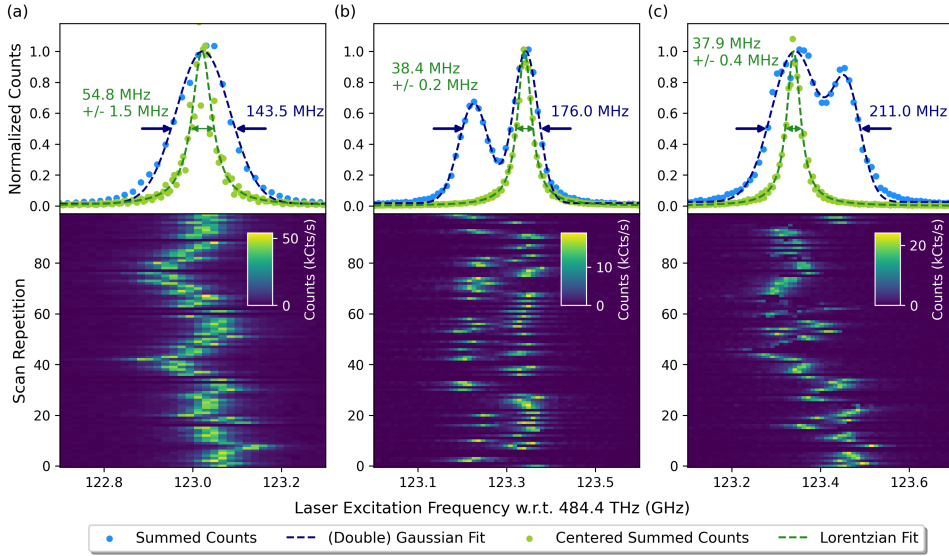 (a)
(b)
(c)
Normalized Counts
1.0
0.8
0.6
0.4
0.2
0.0
54.8 MHz
+/- 1.5 MHz
143.5 MHz
38.4 MHz
+/- 0.2 MHz
176.0 MHz
37.9 MHz
+/- 0.4 MHz
211.0 MHz
Scan Repetition
80
60
40
20
0
50
0
Counts (kCts/s)
10
0
Counts (kCts/s)
20
0
Counts (kCts/s)
122.8 123.0 123.2
123.1 123.3 123.5
123.2 123.4 123.6
Laser Excitation Frequency w.r.t. 484.4 THz (GHz)
Summed Counts (Double) Gaussian Fit Centered Summed Counts Lorentzian Fit